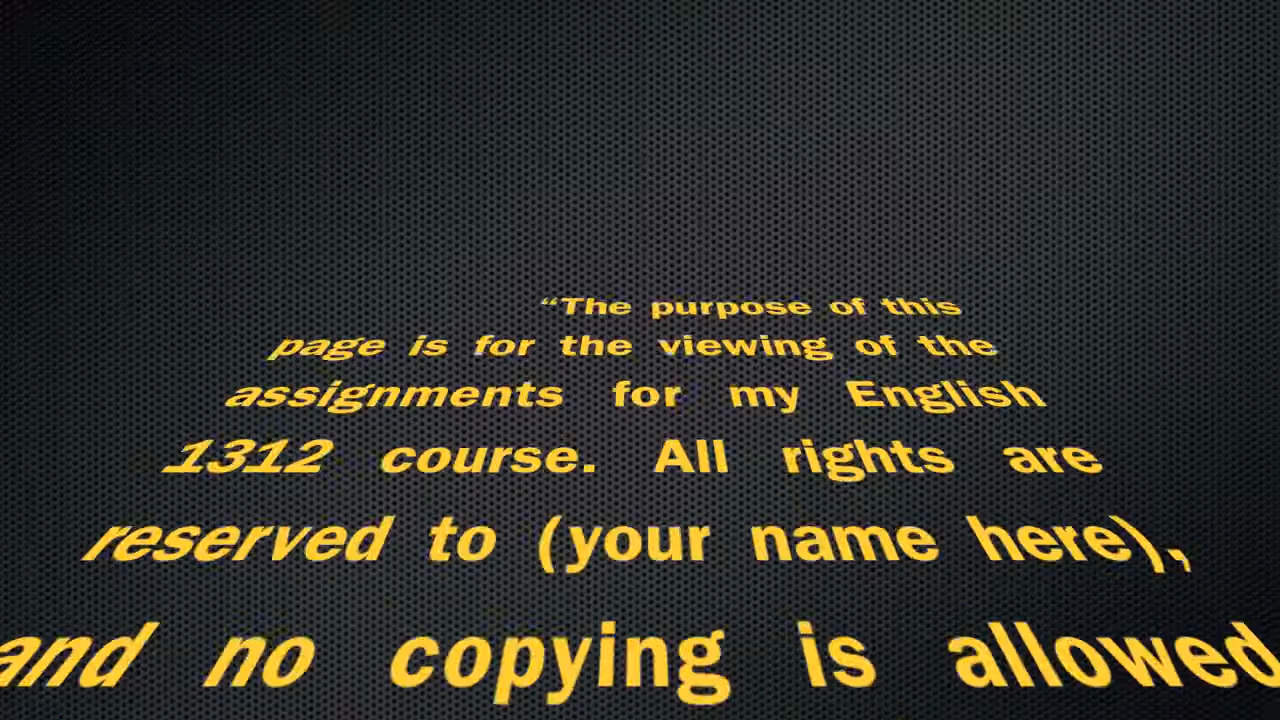 “The purpose of this
page is for the viewing of the
assignments for my English
1312 course. All rights are
reserved to (your name here),
and no copying is allowed